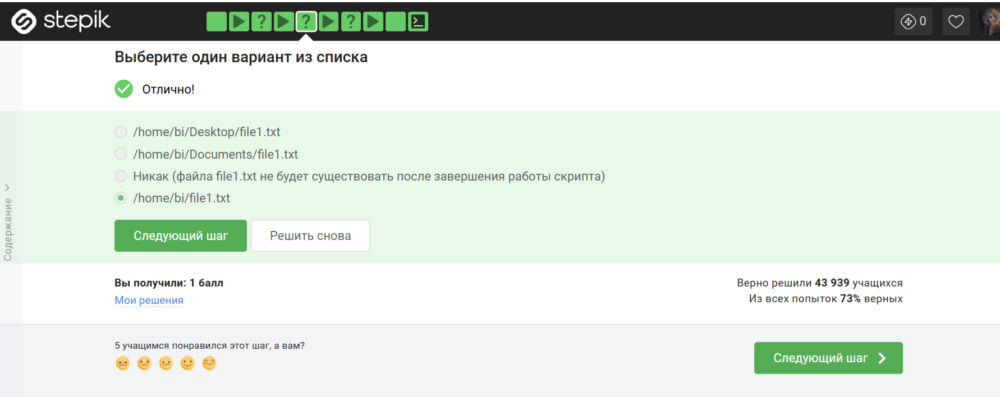 stepik
? ? ?
0
Выберите один вариант из списка
Отлично!
/home/bi/Desktop/file1.txt
/home/bi/Documents/file1.txt
Никак (файла file1.txt не будет существовать после завершения работы скрипта)
/home/bi/file1.txt
Содержание
Следующий шаг
Решить снова
Вы получили: 1 балл
Мои решения
Верно решили 43 939 учащихся
Из всех попыток 73% верных
5 учащимся понравился этот шаг, а вам?
Следующий шаг